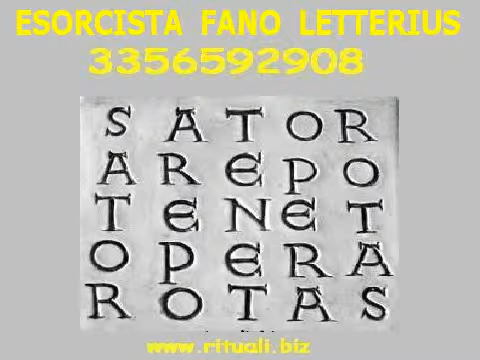 ESORCISTA FANO LETTERIUS
3356592908
SATOR
AREPO
TENET
OPERA
ROTAS
www.rituali.biz